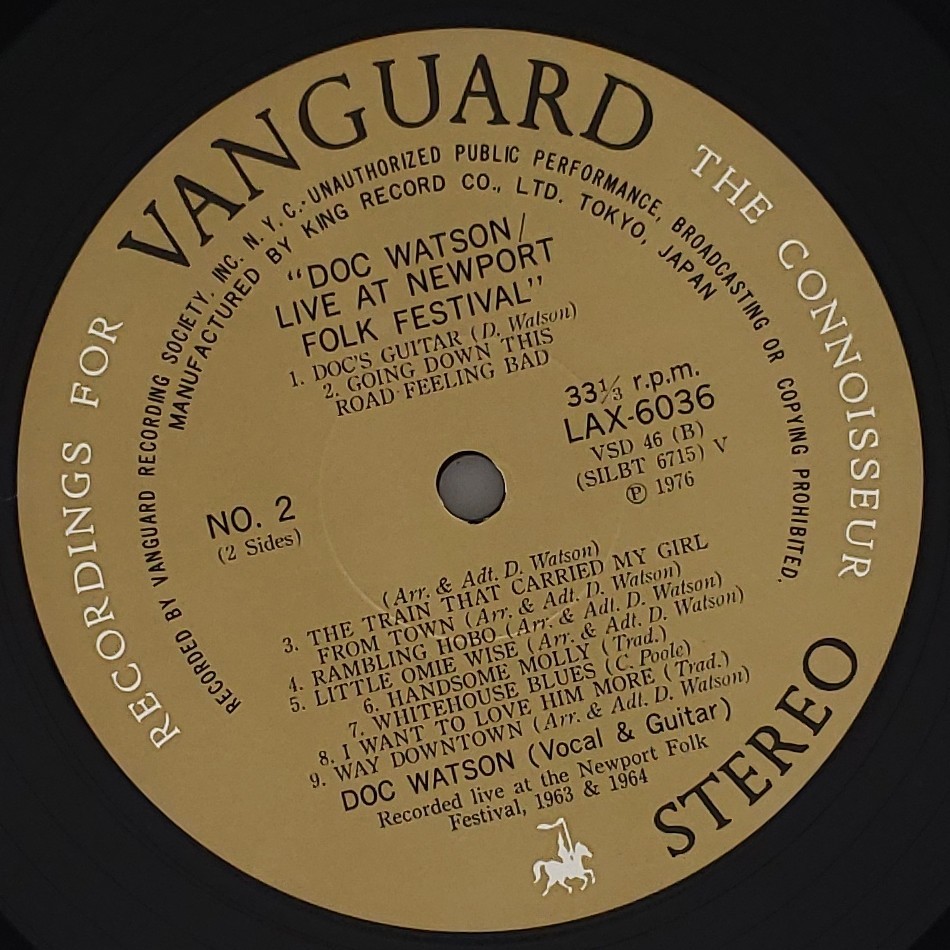 VANGUARD
RECORDINGS FOR THE CONNOISSEUR
RECORDED BY VANGUARD RECORDING SOCIETY, INC. N.Y.C.·UNAUTHORIZED PUBLIC PERFORMANCE, BROADCASTING OR COPYING PROHIBITED.
MANUFACTURED BY KING RECORD CO., LTD. TOKYO, JAPAN
"DOC WATSON/
LIVE AT NEWPORT
FOLK FESTIVAL"
1. DOC'S GUITAR (D. Watson)
2. GOING DOWN THIS
ROAD FEELING BAD
33⅓ r.p.m.
LAX-6036
VSD 46 (B)
(SILBT 6715) V
Ⓟ 1976
NO. 2
(2 Sides)
(Arr. & Adt. D. Watson)
3. THE TRAIN THAT CARRIED MY GIRL
FROM TOWN (Arr. & Adt. D. Watson)
4. RAMBLING HOBO (Arr. & Adt. D. Watson)
5. LITTLE OMIE WISE (Arr. & Adt. D. Watson)
6. HANDSOME MOLLY (Trad.)
7. WHITEHOUSE BLUES (C. Poole)
8. I WANT TO LOVE HIM MORE (Trad.)
9. WAY DOWNTOWN (Arr. & Adt. D. Watson)
DOC WATSON (Vocal & Guitar)
Recorded live at the Newport Folk
Festival, 1963 & 1964
STEREO